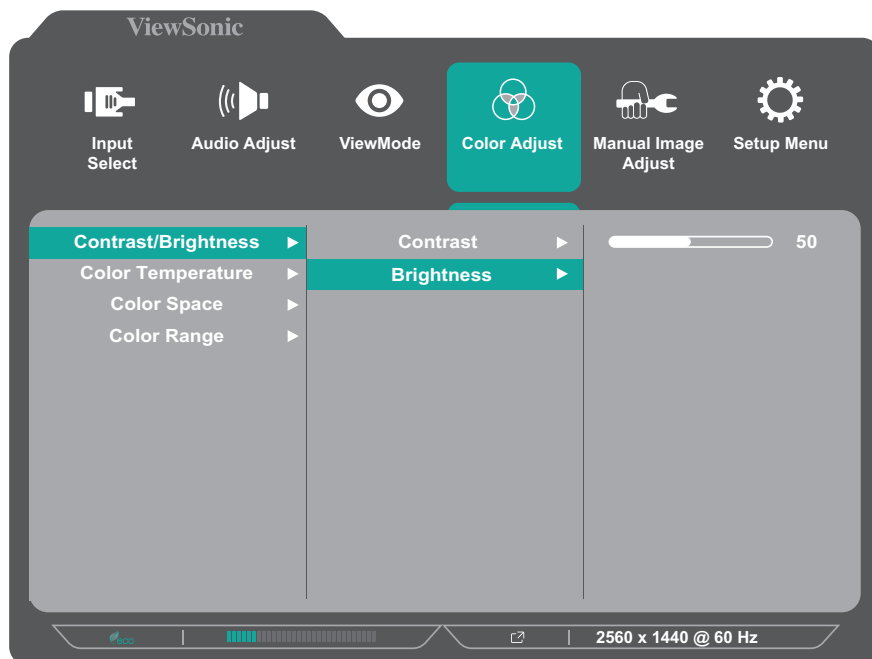 ViewSonic
Input
Select
Audio Adjust
ViewMode
Color Adjust
Manual Image
Adjust
Setup Menu
Contrast/Brightness
Contrast
50
Color Temperature
Brightness
Color Space
Color Range
eco
2560 x 1440 @ 60 Hz